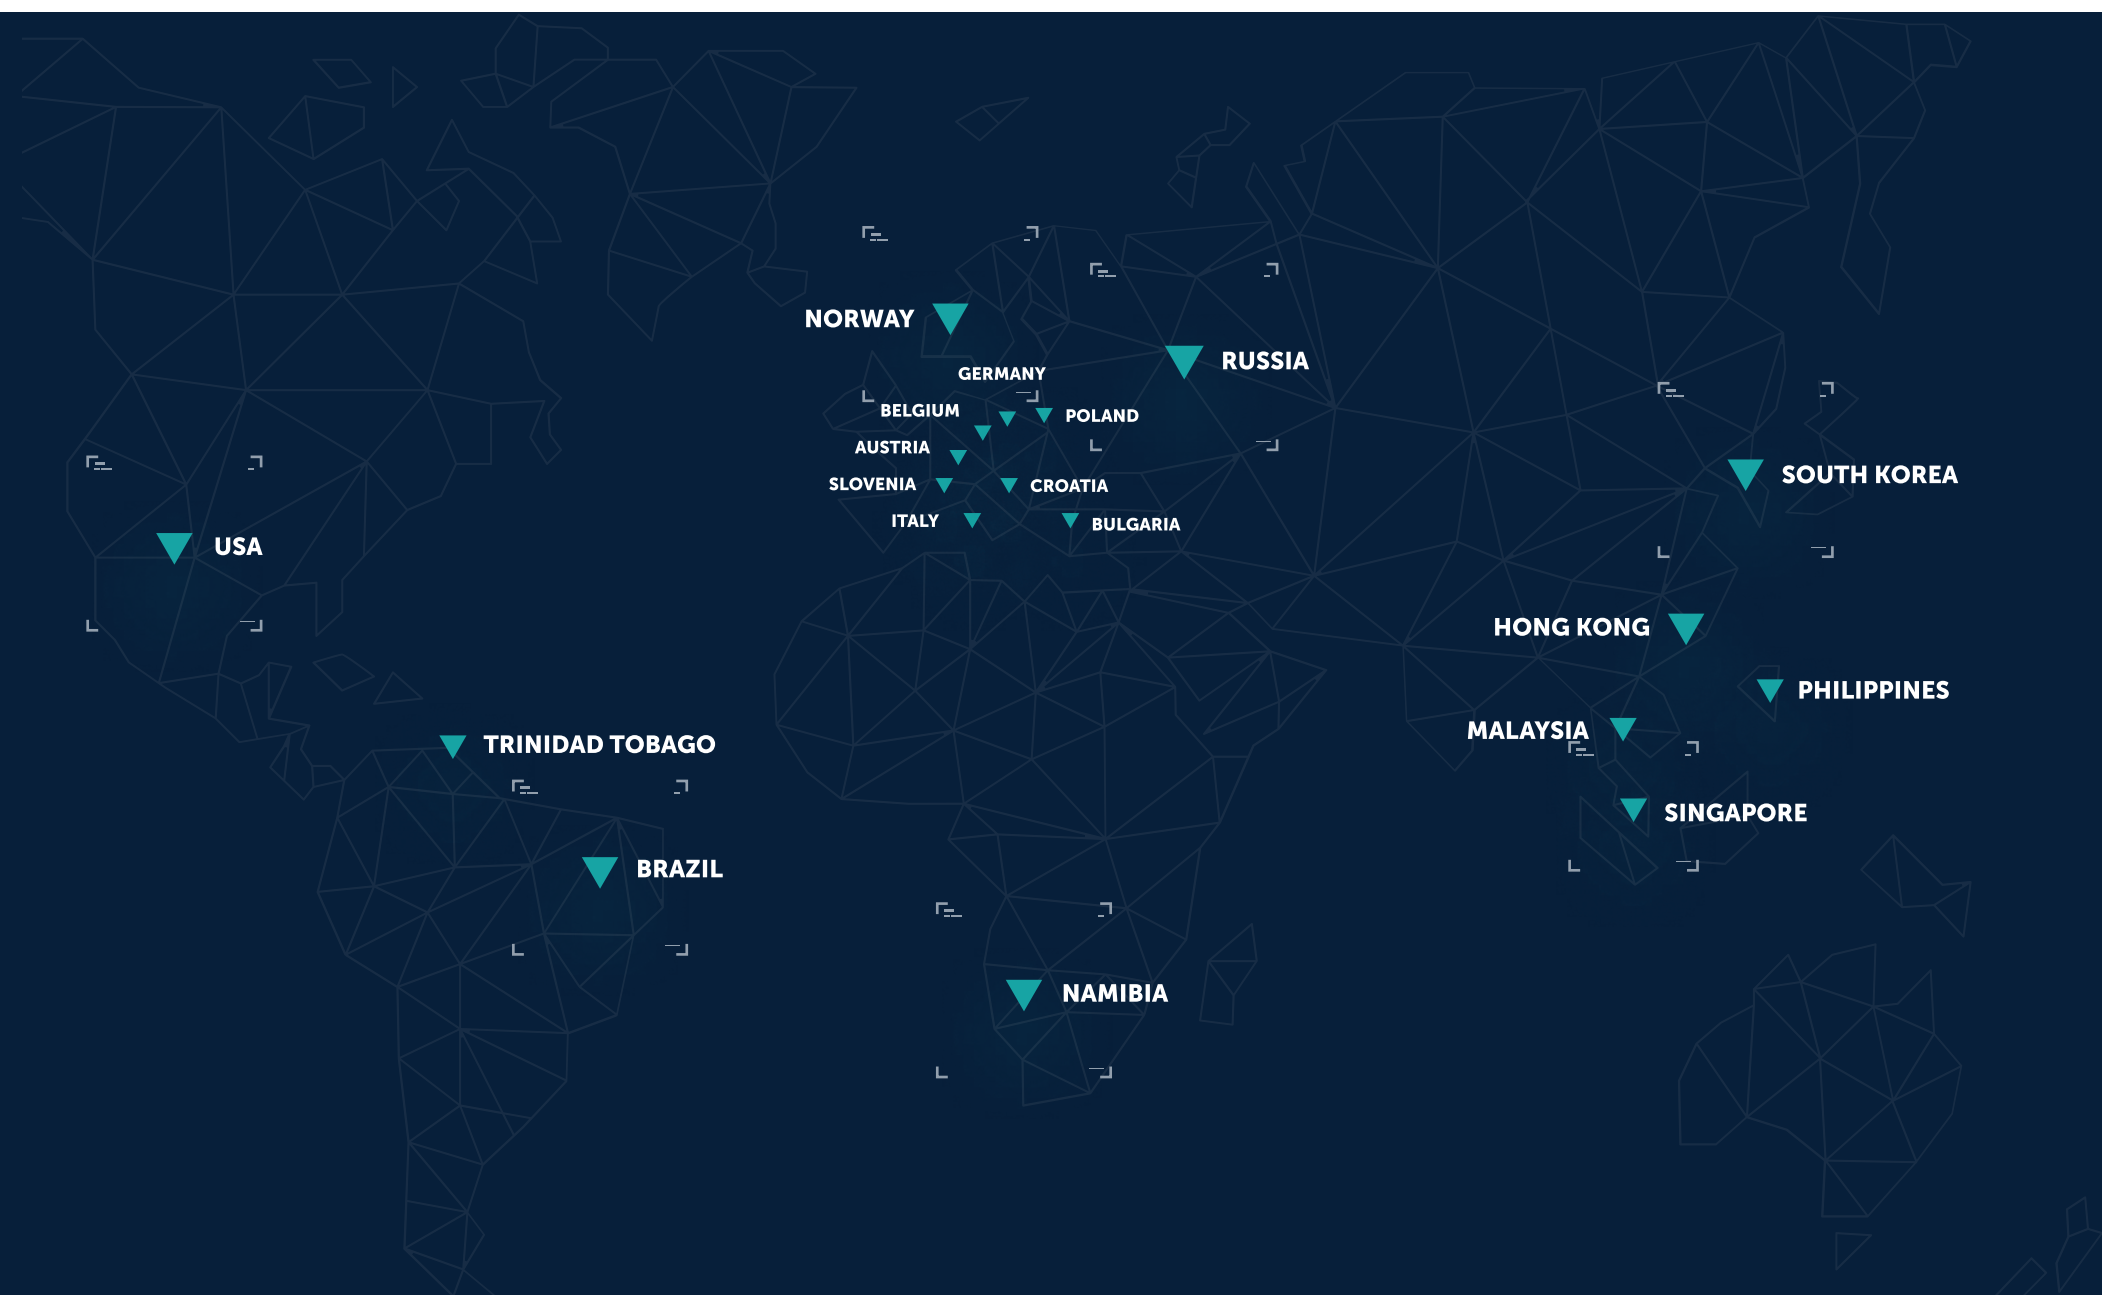 NORWAY
RUSSIA
GERMANY
BELGIUM
POLAND
AUSTRIA
SOUTH KOREA
SLOVENIA
CROATIA
ITALY
BULGARIA
USA
HONG KONG
PHILIPPINES
MALAYSIA
TRINIDAD TOBAGO
SINGAPORE
BRAZIL
NAMIBIA